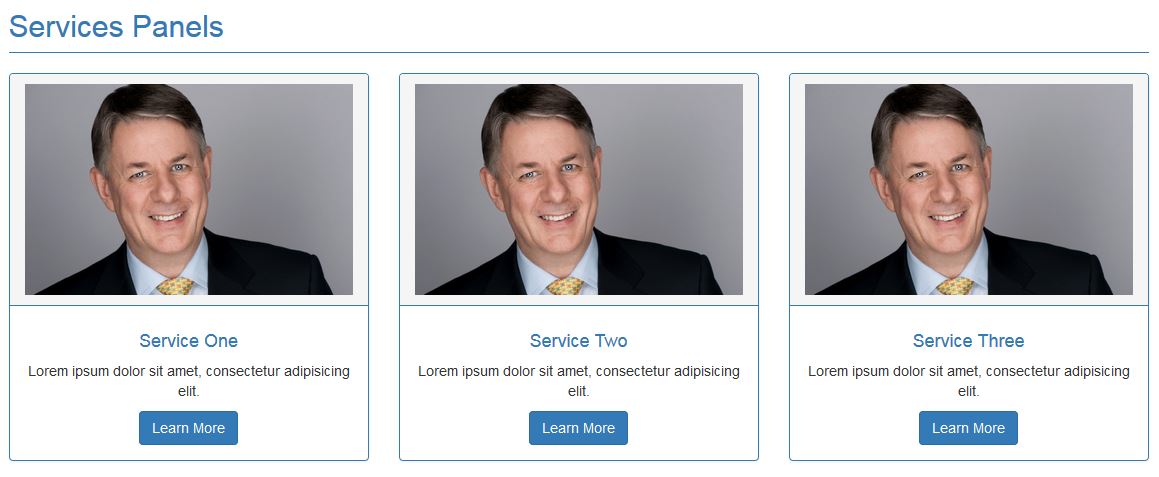 Services Panels
Service One
Lorem ipsum dolor sit amet, consectetur adipisicing
elit.
Learn More
Service Two
Lorem ipsum dolor sit amet, consectetur adipisicing
elit.
Learn More
Service Three
Lorem ipsum dolor sit amet, consectetur adipisicing
elit.
Learn More